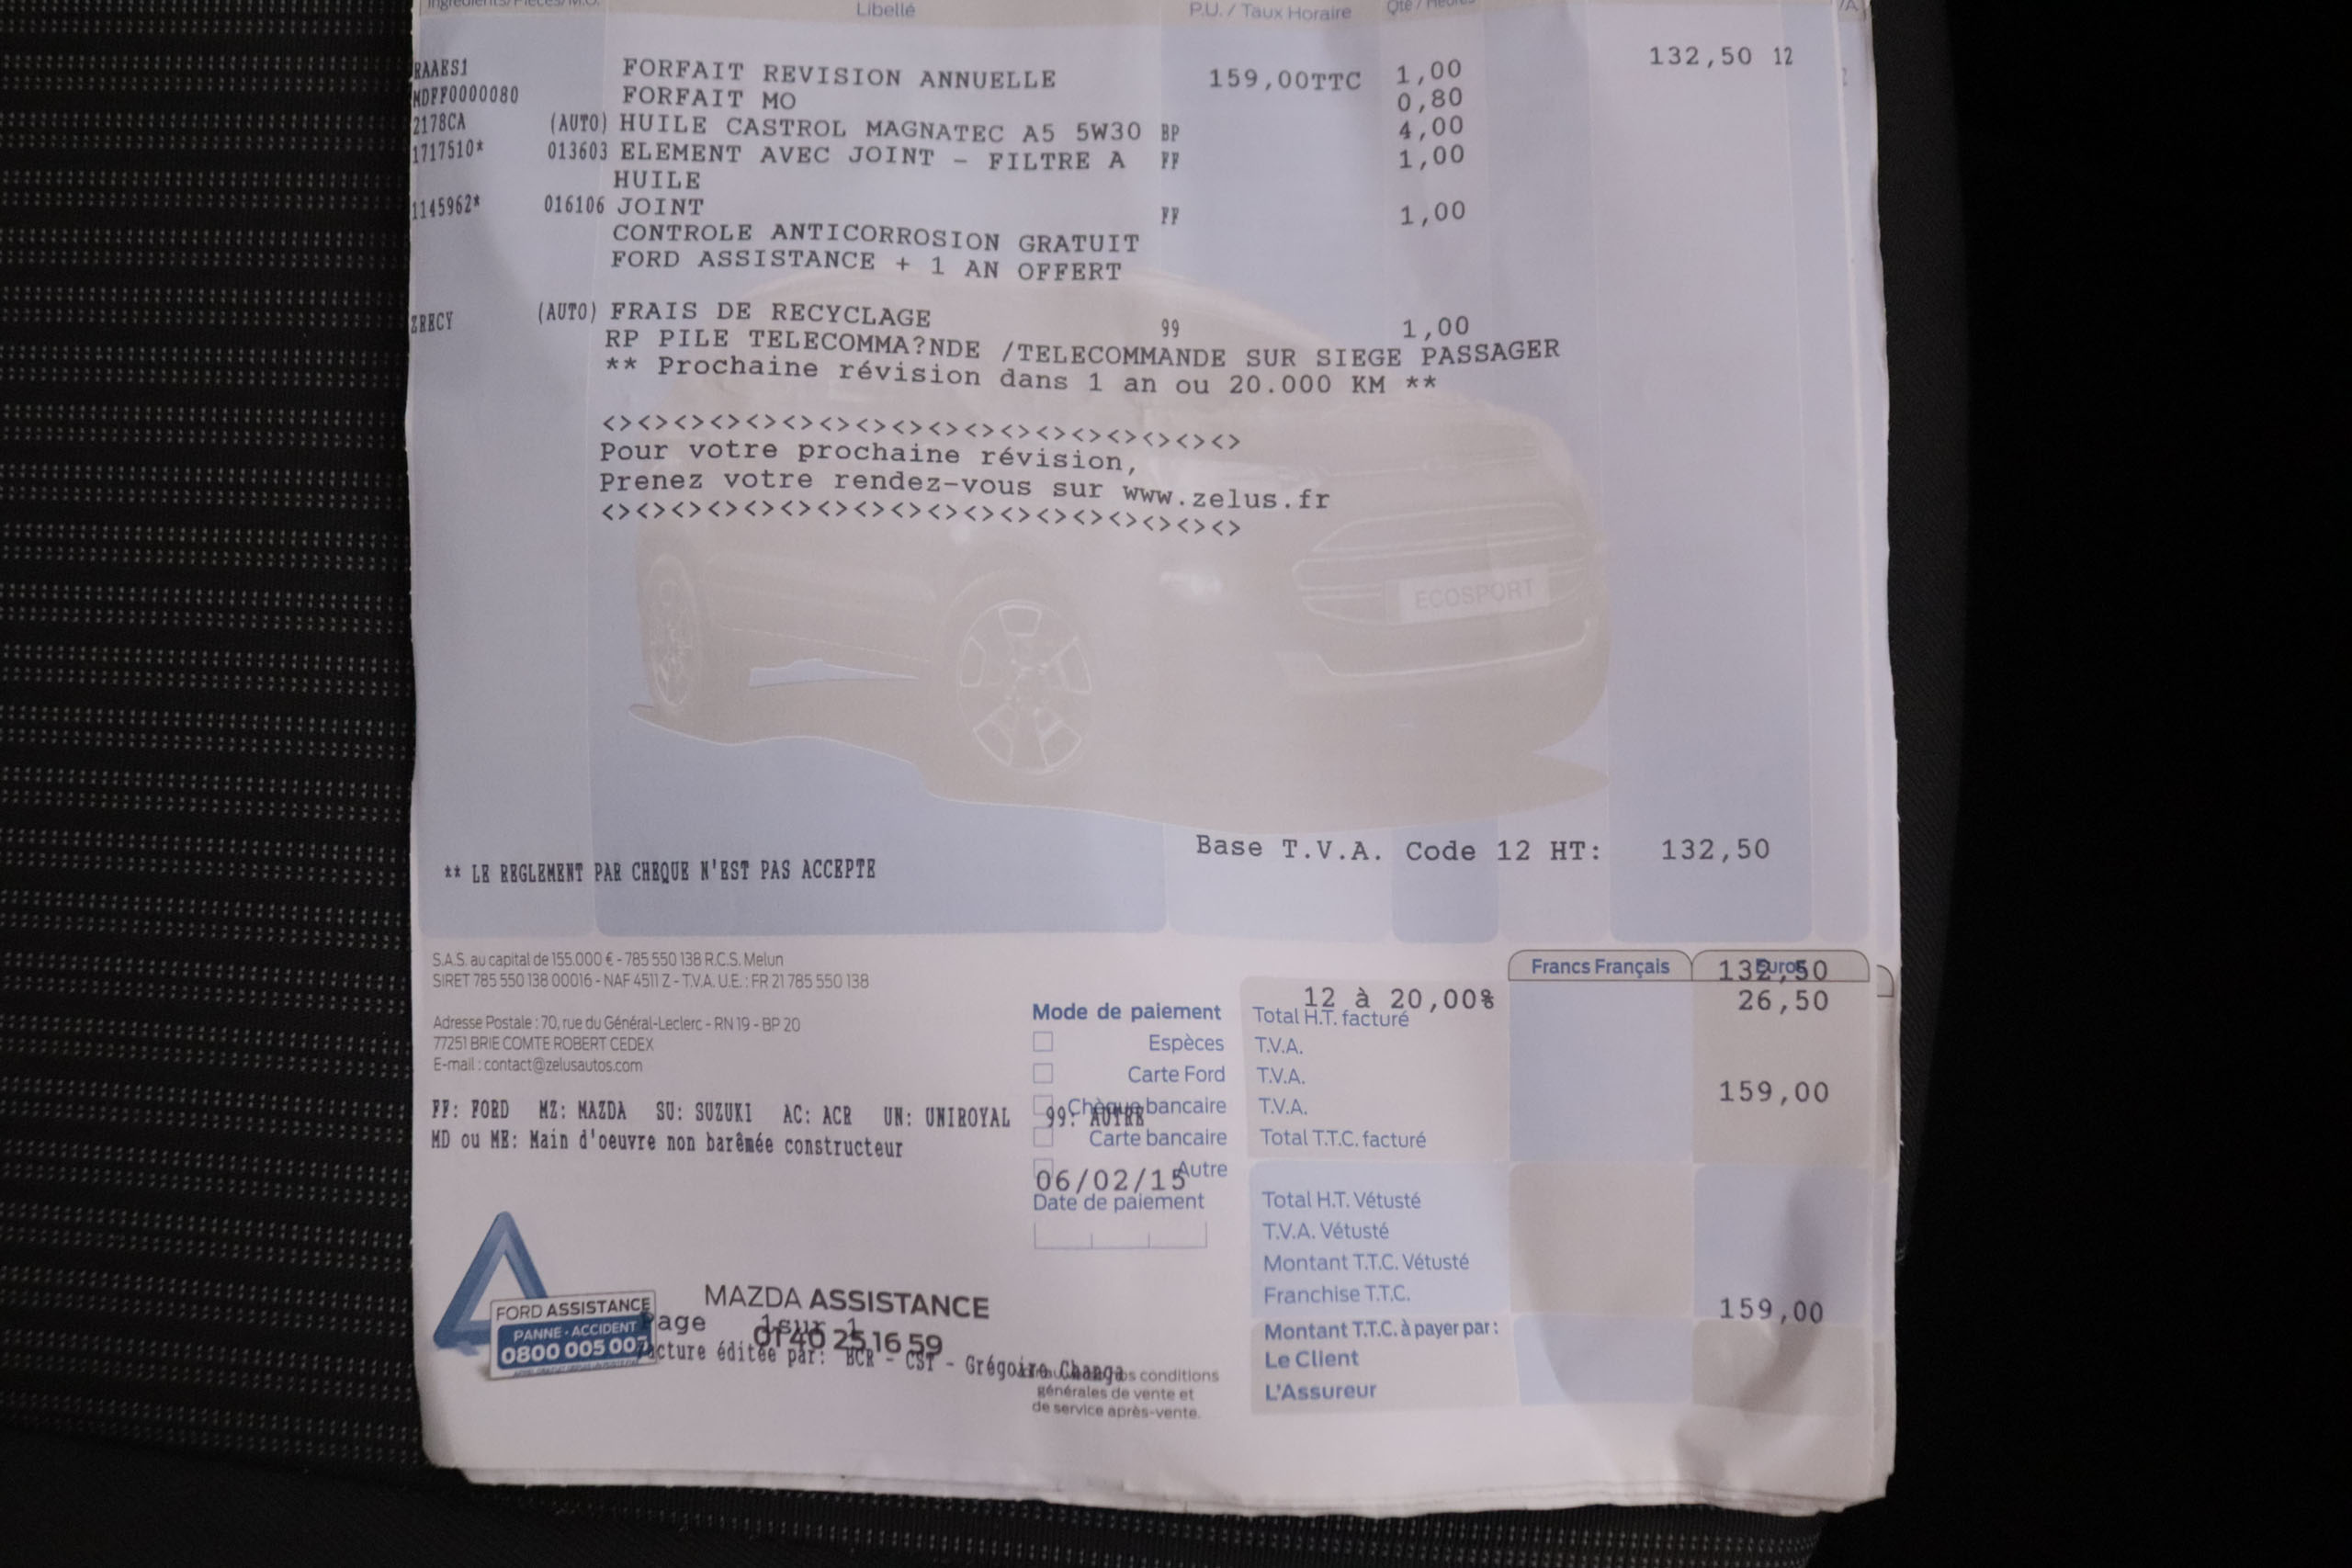 Libellé P.U. / Taux Horaire
RAAES1 FORFAIT REVISION ANNUELLE 159,00TTC 1,00 132,50 12
MDFF0000080 FORFAIT MO 0,80
2178CA (AUTO) HUILE CASTROL MAGNATEC A5 5W30 BP 4,00
1717510* 013603 ELEMENT AVEC JOINT - FILTRE A FF 1,00
HUILE
1145962* 016106 JOINT FF 1,00
CONTROLE ANTICORROSION GRATUIT
FORD ASSISTANCE + 1 AN OFFERT
ZRECY (AUTO) FRAIS DE RECYCLAGE 99 1,00
RP PILE TELECOMMA?NDE /TELECOMMANDE SUR SIEGE PASSAGER
** Prochaine révision dans 1 an ou 20.000 KM **
<><><><><><><><><><><><><><><><><><>
Pour votre prochaine révision,
Prenez votre rendez-vous sur www.zelus.fr
<><><><><><><><><><><><><><><><><><>
ECOSPORT
Base T.V.A. Code 12 HT: 132,50
** LE REGLEMENT PAR CHEQUE N'EST PAS ACCEPTE
S.A.S. au capital de 155.000 € - 785 550 138 R.C.S. Melun
SIRET 785 550 138 00016 - NAF 4511 Z - T.V.A. U.E. : FR 21 785 550 138
Adresse Postale : 70, rue du Général-Leclerc - RN 19 - BP 20
77251 BRIE COMTE ROBERT CEDEX
E-mail : contact@zelusautos.com
FF: FORD MZ: MAZDA SU: SUZUKI AC: ACR UN: UNIROYAL 99: AUTRE
MD ou ME: Main d'oeuvre non barêmée constructeur
Mode de paiement
Espèces
Carte Ford
Chèque bancaire
Carte bancaire
Autre
06/02/15
Date de paiement
Francs Français Euros
132,50
12 à 20,00% 26,50
Total H.T. facturé
T.V.A.
T.V.A.
159,00
T.V.A.
Total T.T.C. facturé
Total H.T. Vétusté
T.V.A. Vétusté
Montant T.T.C. Vétusté
Franchise T.T.C.
159,00
Montant T.T.C. à payer par :
Le Client
L'Assureur
FORD ASSISTANCE
PANNE - ACCIDENT
0800 005 007
MAZDA ASSISTANCE
01 40 25 16 59
Page 1 sur 1
Facture éditée par: BCR - CST - Grégoire Changa
conditions
générales de vente et
de service après-vente.